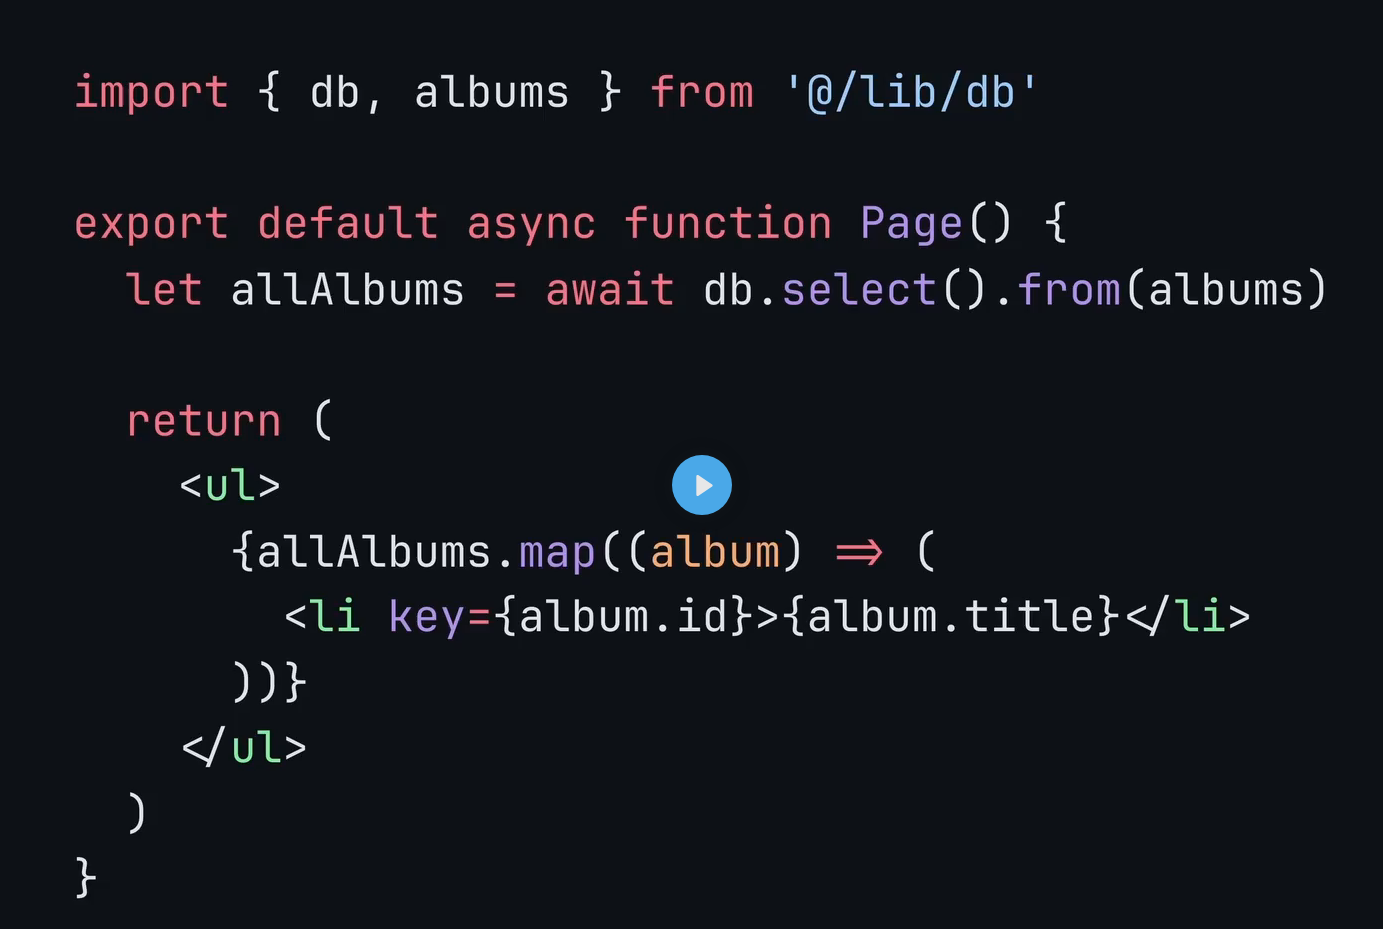 import { db, albums } from '@/lib/db'
export default async function Page() {
  let allAlbums = await db.select().from(albums)
  return (
    <ul>
      {allAlbums.map((album) => (
        <li key={album.id}>{album.title}</li>
      ))}
    </ul>
  )
}